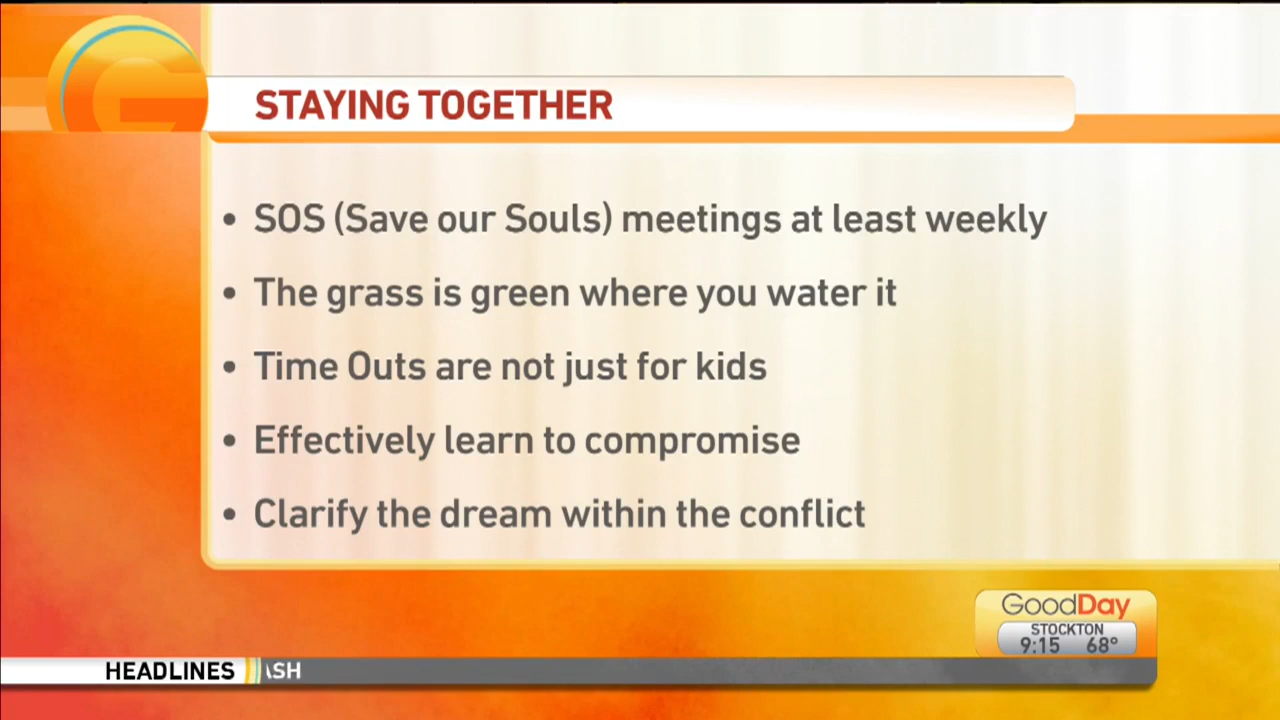 STAYING TOGETHER
• SOS (Save our Souls) meetings at least weekly
• The grass is green where you water it
• Time Outs are not just for kids
• Effectively learn to compromise
• Clarify the dream within the conflict
GoodDay
STOCKTON
9:15 68°
HEADLINES